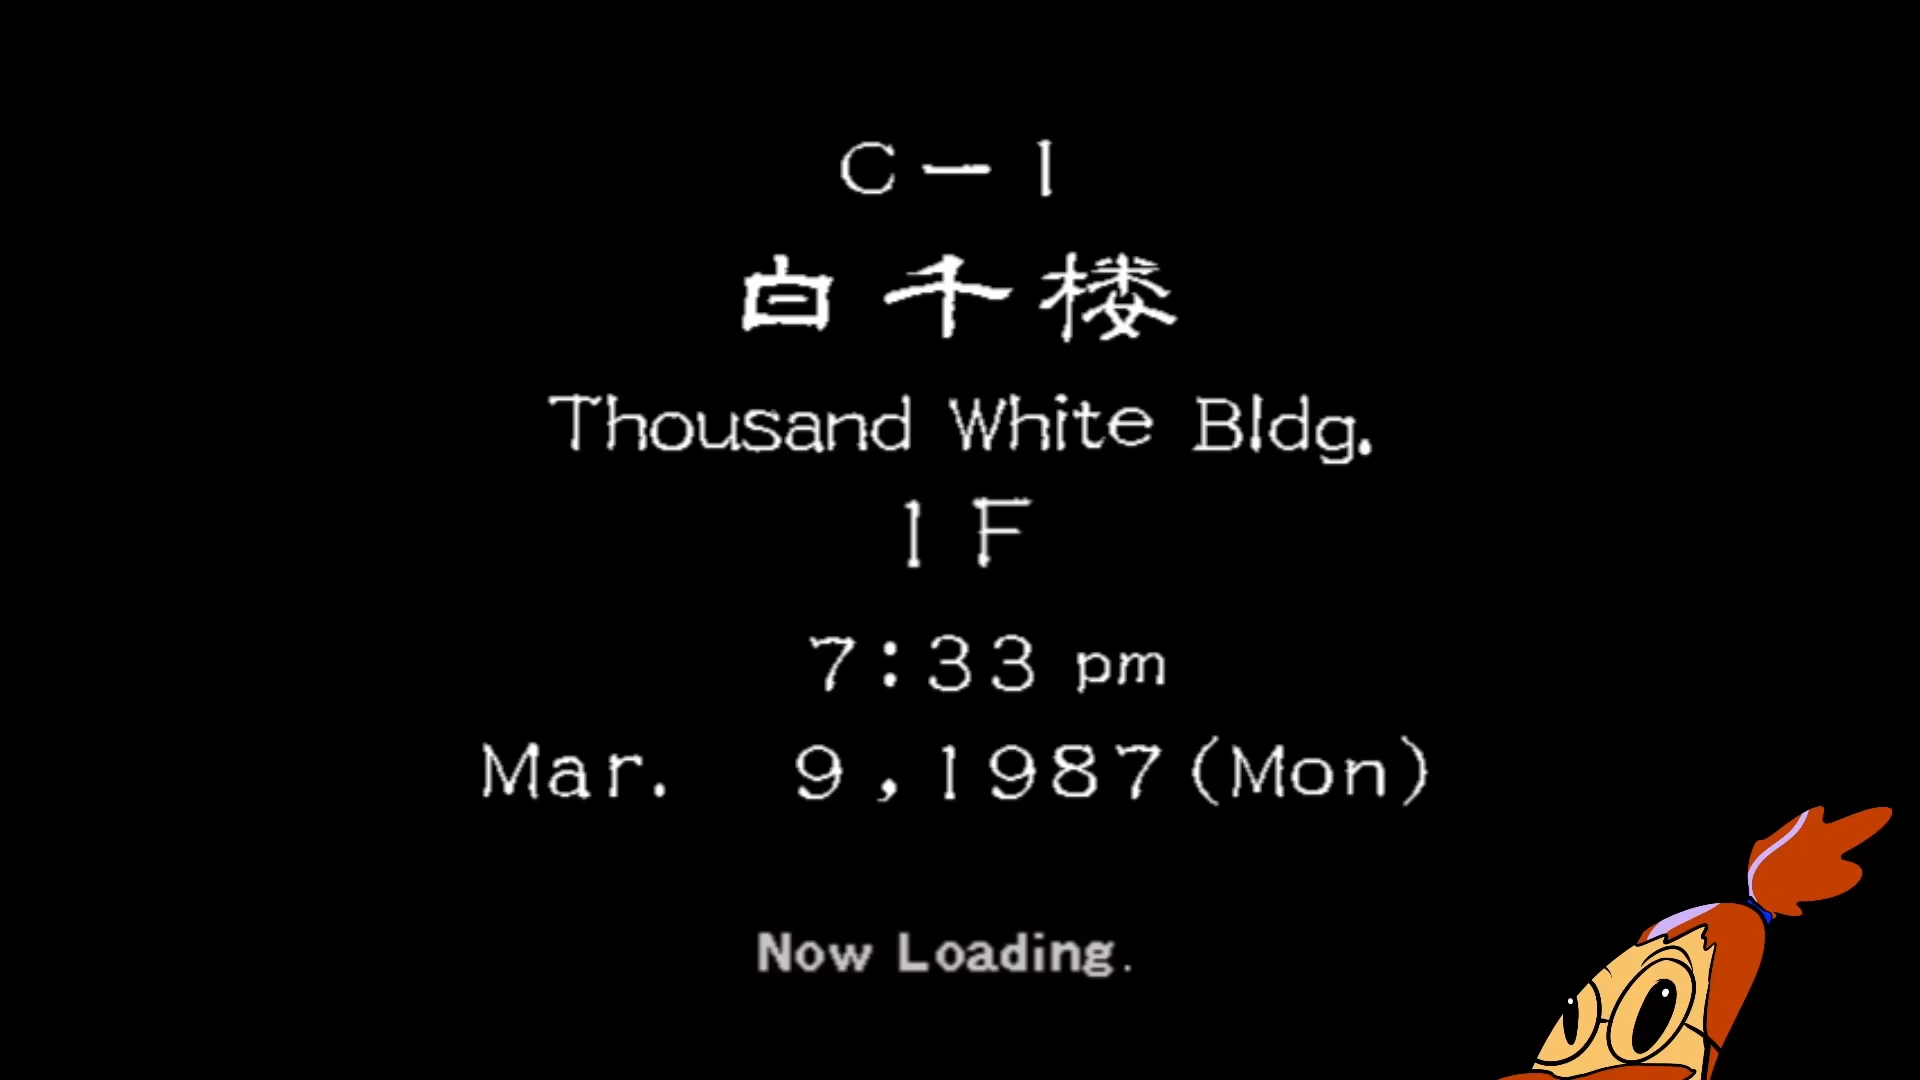 C-1
白千楼
Thousand White Bldg.
1F
7:33 pm
Mar. 9,1987(Mon)
Now Loading.